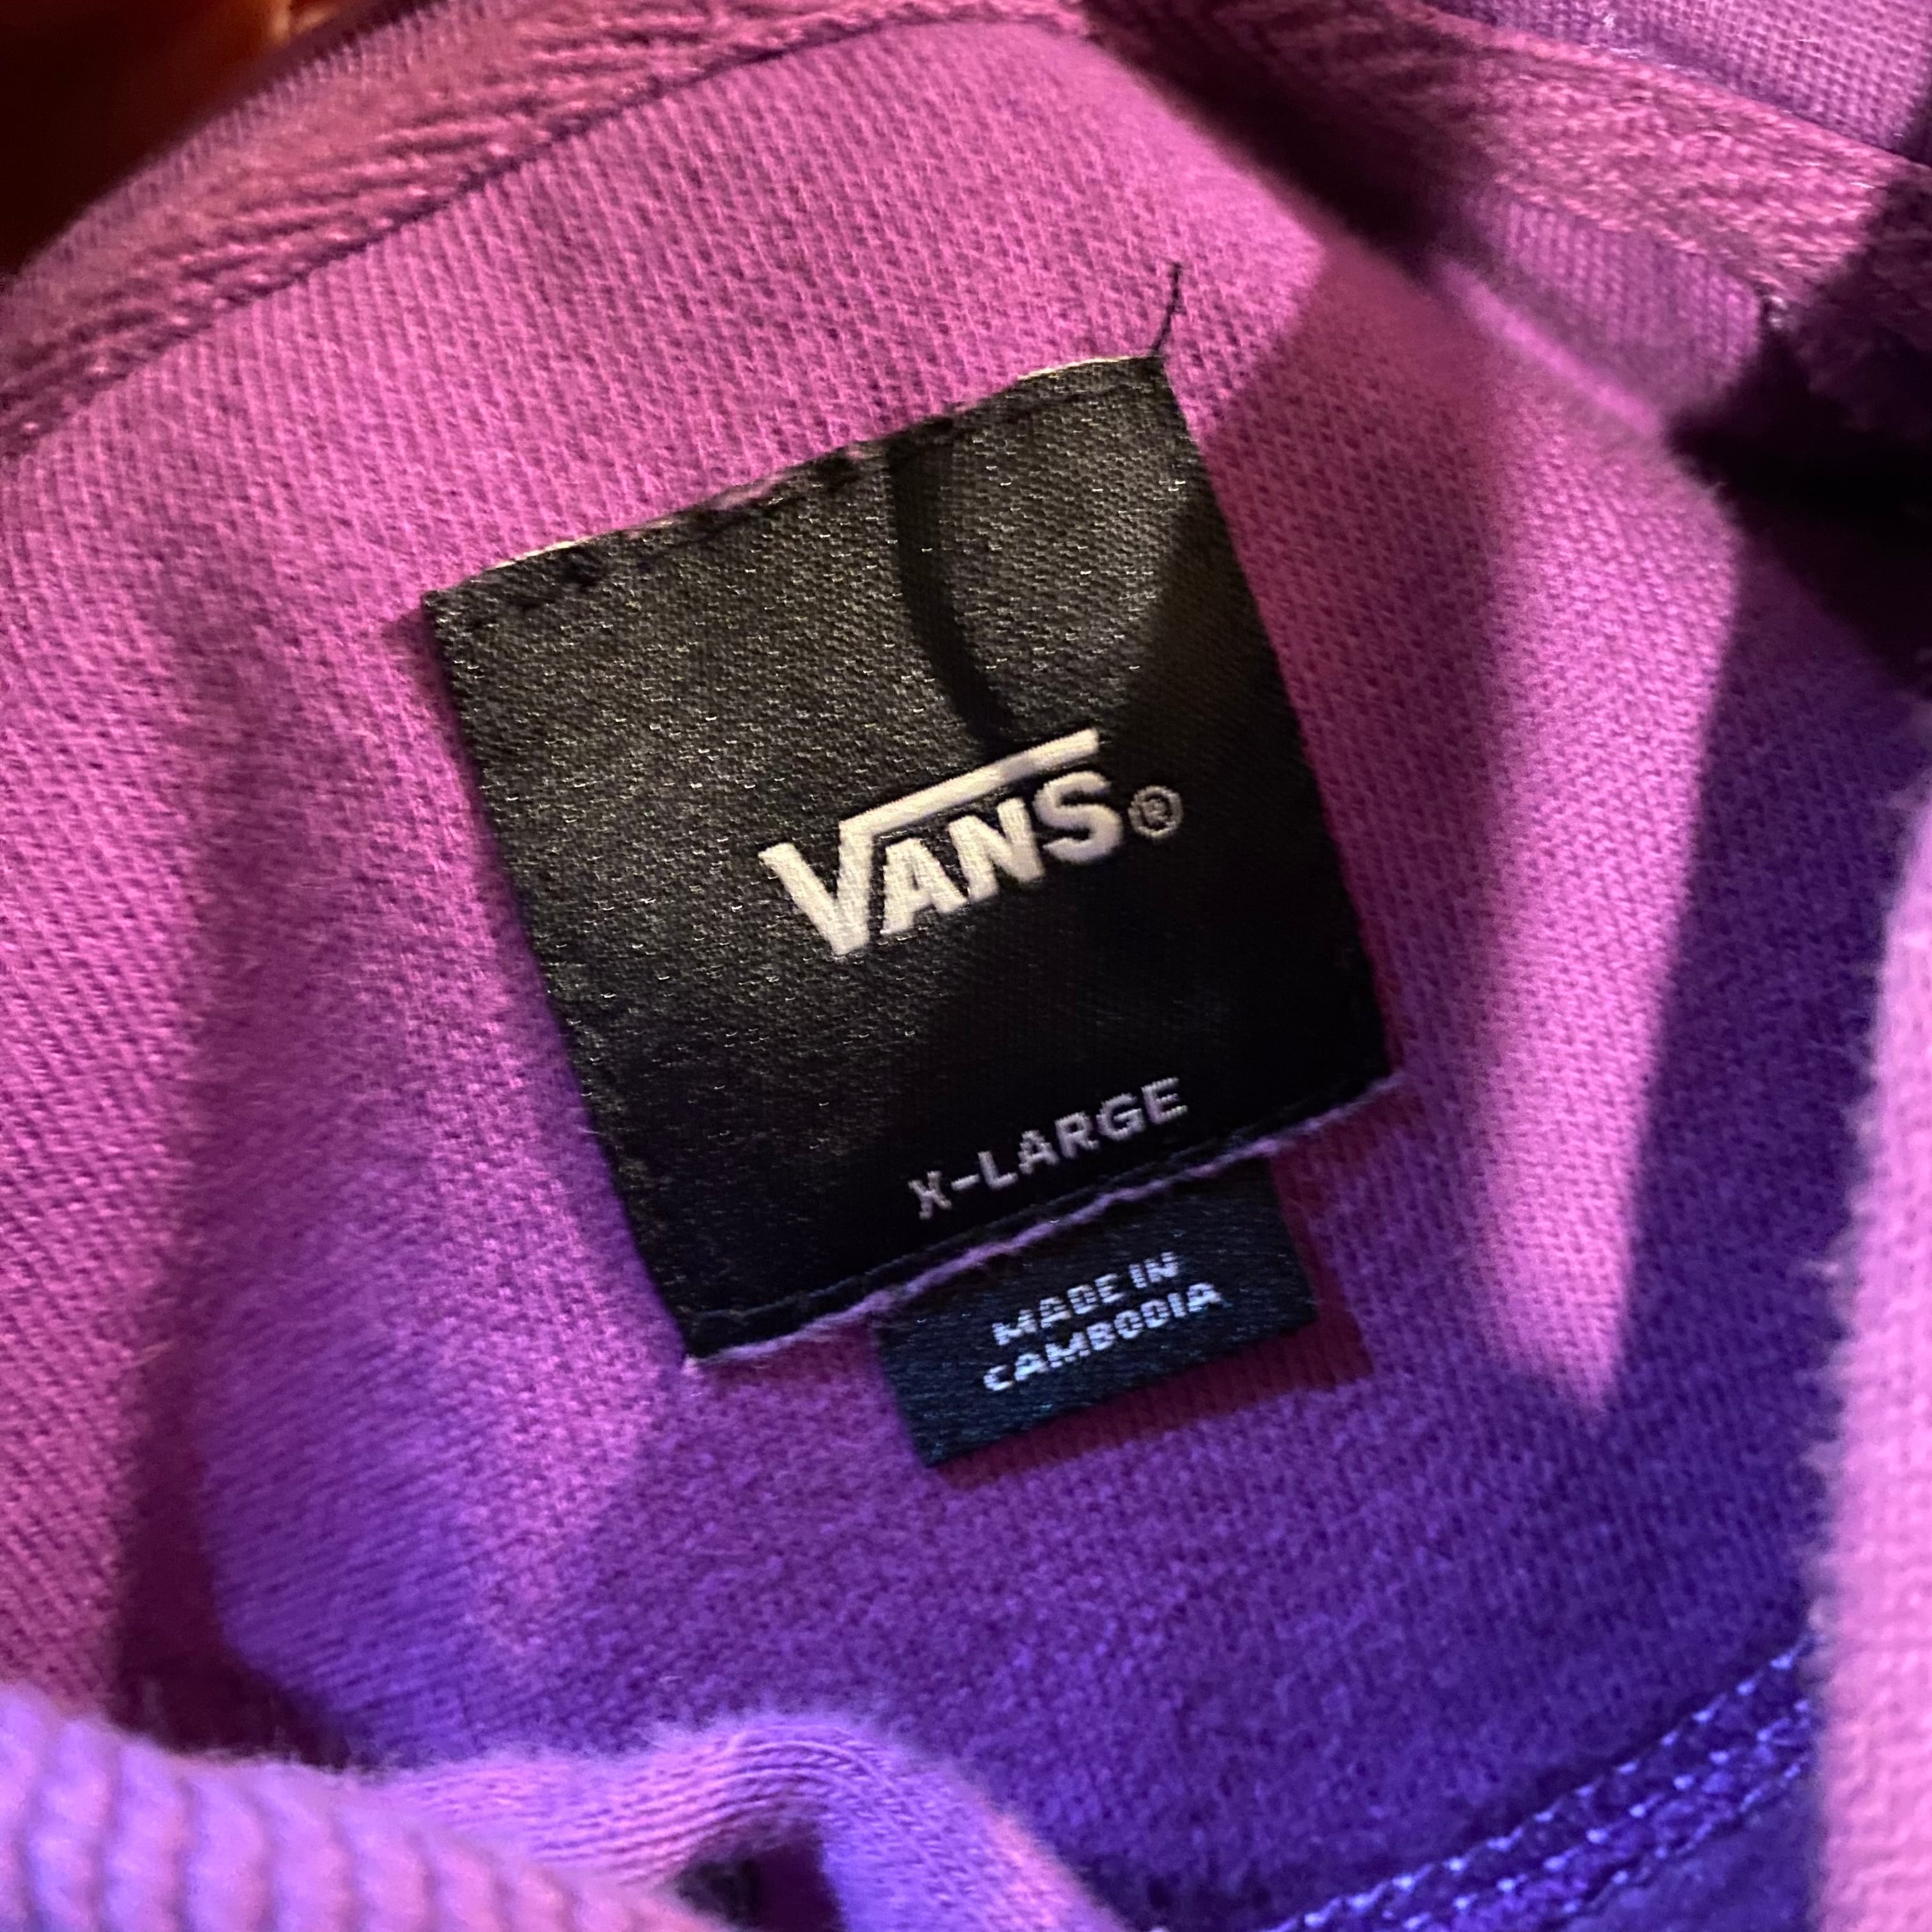 VANS®
X-LARGE
MADE IN
CAMBODIA